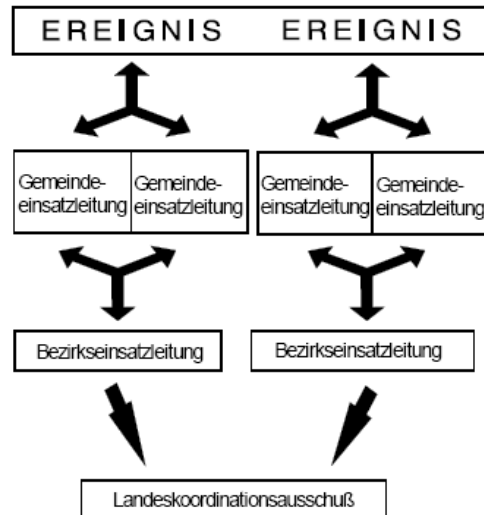 EREIGNIS EREIGNIS
Gemeinde-
einsatzleitung
Gemeinde-
einsatzleitung
Gemeinde-
einsatzleitung
Gemeinde-
einsatzleitung
Bezirkseinsatzleitung
Bezirkseinsatzleitung
Landeskoordinationsausschuß